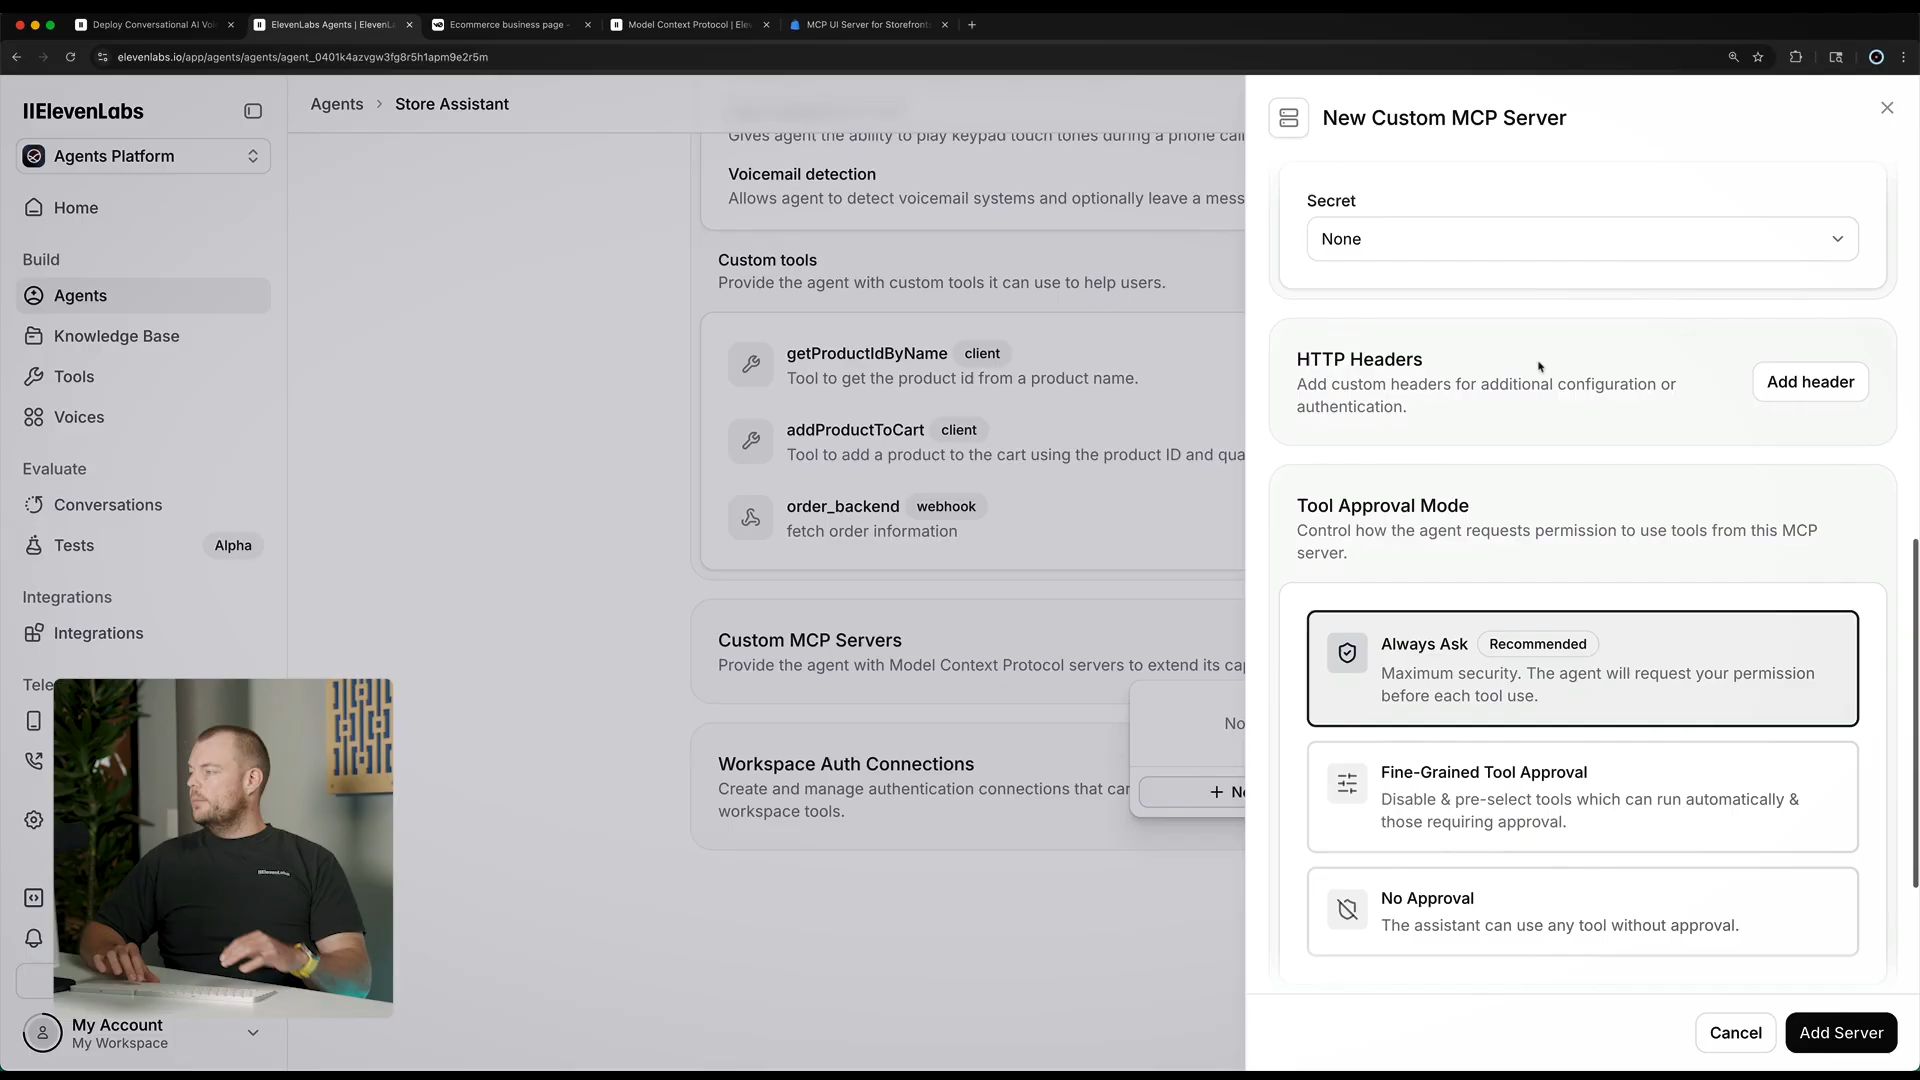 Deploy Conversational AI Voi
ElevenLabs Agents | ElevenLa
Ecommerce business page -
Model Context Protocol | Ele
MCP UI Server for Storefront
elevenlabs.io/app/agents/agents/agent_0401k4azvgw3fg8r5h1apm9e2r5m
IIElevenLabs
Agents Platform
Home
Build
Agents
Knowledge Base
Tools
Voices
Evaluate
Conversations
Tests
Alpha
Integrations
Integrations
Tele
My Account
My Workspace
Agents > Store Assistant
Gives agent the ability to play keypad touch tones during a phone cal
Voicemail detection
Allows agent to detect voicemail systems and optionally leave a mess
Custom tools
Provide the agent with custom tools it can use to help users.
getProductIdByName client
Tool to get the product id from a product name.
addProductToCart client
Tool to add a product to the cart using the product ID and qua
order_backend webhook
fetch order information
Custom MCP Servers
Provide the agent with Model Context Protocol servers to extend its ca
No
+ Ne
Workspace Auth Connections
Create and manage authentication connections that can
workspace tools.
IIElevenLabs
New Custom MCP Server
Secret
None
HTTP Headers
Add custom headers for additional configuration or
authentication.
Add header
Tool Approval Mode
Control how the agent requests permission to use tools from this MCP
server.
Always Ask Recommended
Maximum security. The agent will request your permission
before each tool use.
Fine-Grained Tool Approval
Disable & pre-select tools which can run automatically &
those requiring approval.
No Approval
The assistant can use any tool without approval.
Cancel
Add Server